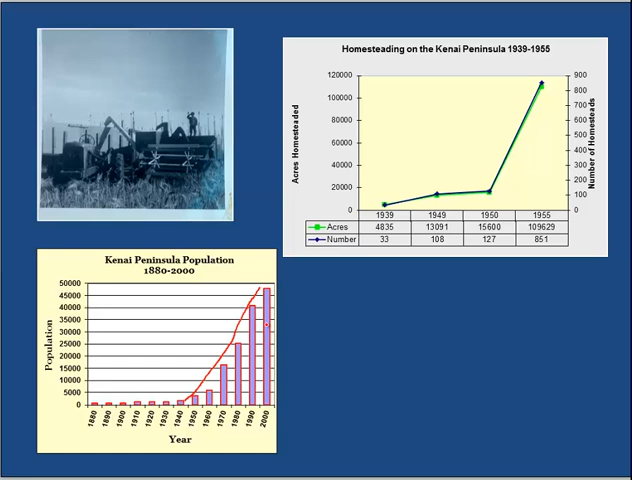 Homesteading on the Kenai Peninsula 1939-1955
Acres Homesteaded
120000
100000
80000
60000
40000
20000
0
900
800
700
600
500
400
300
200
100
0
Number of Homesteads
1939 1949 1950 1955
Acres 4835 13091 15600 109629
Number 33 108 127 851
Kenai Peninsula Population
1880-2000
Population
50000
45000
40000
35000
30000
25000
20000
15000
10000
5000
0
1880 1890 1900 1910 1920 1930 1940 1950 1960 1970 1980 1990 2000
Year